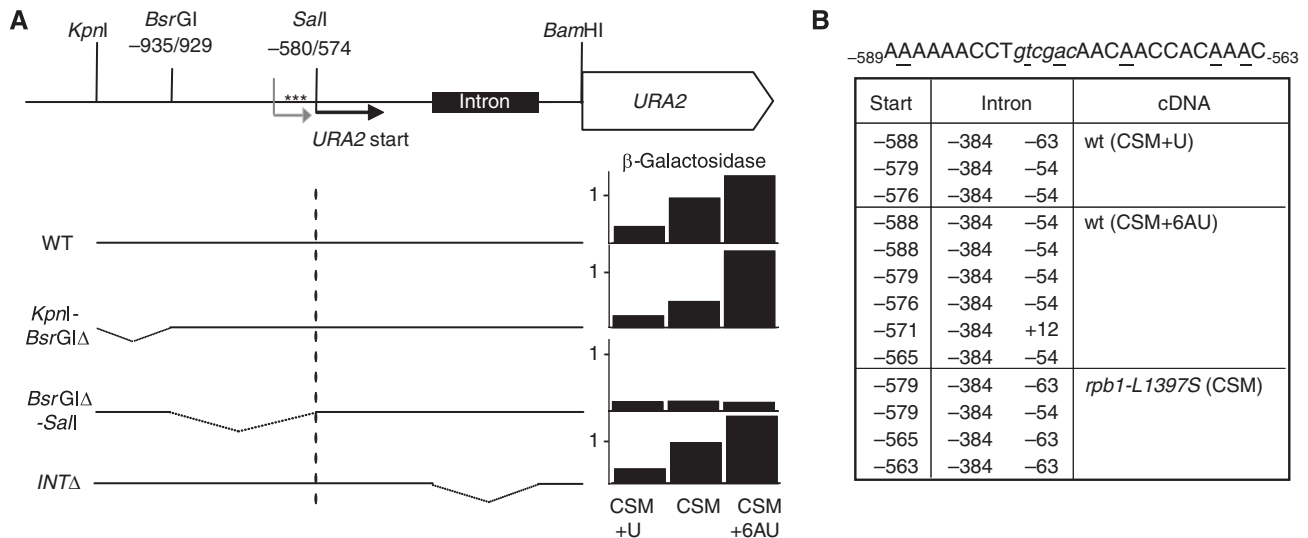 A
KpnI
BsrGI
–935/929
SalI
–580/574
BamHI
***
Intron
URA2
URA2 start
β-Galactosidase
WT
1
KpnI-
BsrGIΔ
1
BsrGIΔ
-SalI
1
INTΔ
1
CSM
+U
CSM
CSM
+6AU
B
–589AAAAAACCTgtcgacAACAACCACAAAC-563
Start Intron cDNA
–588 –384 –63 wt (CSM+U)
–579 –384 –54
–576 –384 –54
–588 –384 –54 wt (CSM+6AU)
–588 –384 –54
–579 –384 –54
–576 –384 –54
–571 –384 +12
–565 –384 –54
–579 –384 –63 rpb1-L1397S (CSM)
–579 –384 –54
–565 –384 –63
–563 –384 –63